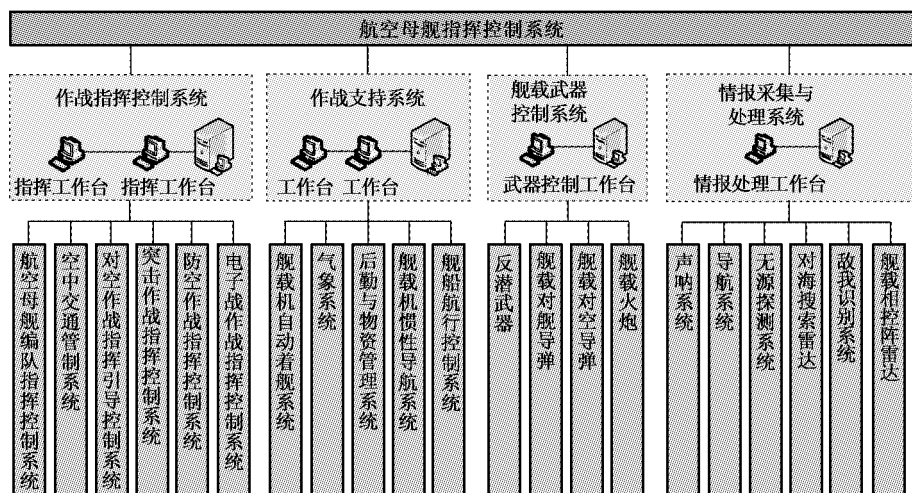 航空母舰指挥控制系统
作战指挥控制系统
指挥工作台
指挥工作台
作战支持系统
工作台
工作台
舰载武器
控制系统
武器控制工作台
情报采集与
处理系统
情报处理工作台
航空母舰编队指挥控制系统
空中交通管制系统
对空作战指挥引导控制系统
突击作战指挥控制系统
防空作战指挥控制系统
电子战作战指挥控制系统
舰载机自动着舰系统
气象系统
后勤与物资管理系统
舰载机惯性导航系统
舰船航行控制系统
反潜武器
舰载对舰导弹
舰载对空导弹
舰载火炮
声呐系统
导航系统
无源探测系统
对海搜索雷达
敌我识别系统
舰载相控阵雷达